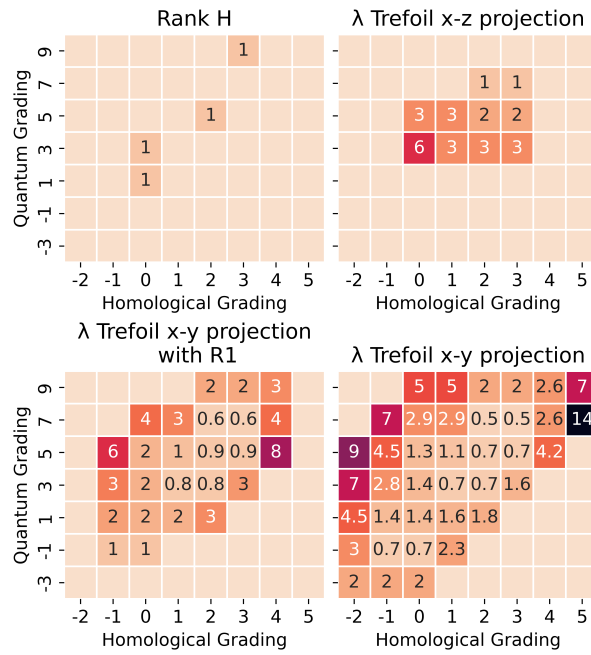 Rank H
λ Trefoil x-z projection
Quantum Grading
9
7
5
3
1
-1
-3
1
1
1
1
-2 -1 0 1 2 3 4 5
Homological Grading
1 1
3 3 2 2
6 3 3 3
-2 -1 0 1 2 3 4 5
Homological Grading
λ Trefoil x-y projection
with R1
Quantum Grading
9 2 2 3
7 4 3 0.6 0.6 4
5 6 2 1 0.9 0.9 8
3 3 2 0.8 0.8 3
1 2 2 2 3
-1 1 1
-3
-2 -1 0 1 2 3 4 5
Homological Grading
λ Trefoil x-y projection
5 5 2 2 2.6 7
7 2.9 2.9 0.5 0.5 2.6 14
9 4.5 1.3 1.1 0.7 0.7 4.2
7 2.8 1.4 0.7 0.7 1.6
4.5 1.4 1.4 1.6 1.8
3 0.7 0.7 2.3
2 2 2
-2 -1 0 1 2 3 4 5
Homological Grading